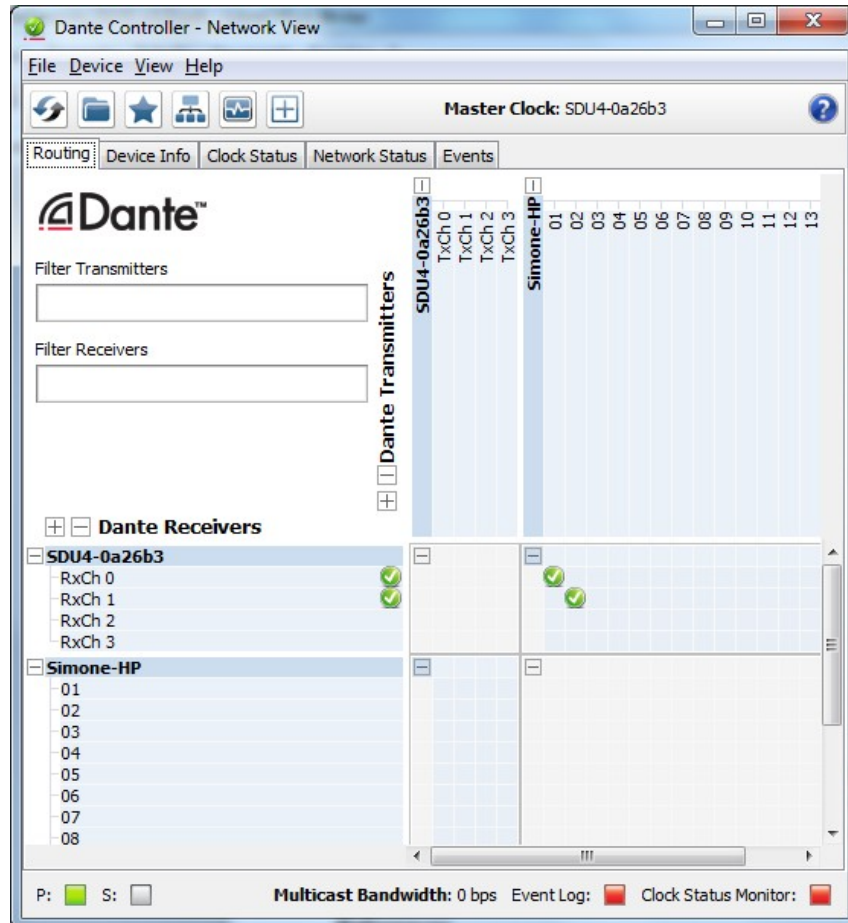 Dante Controller - Network View
File Device View Help
Master Clock: SDU4-0a26b3
Routing Device Info Clock Status Network Status Events
Dante™
Filter Transmitters
Filter Receivers
Dante Transmitters
SDU4-0a26b3
TxCh 0
TxCh 1
TxCh 2
TxCh 3
Simone-HP
01
02
03
04
05
06
07
08
09
10
11
12
13
Dante Receivers
SDU4-0a26b3
RxCh 0
RxCh 1
RxCh 2
RxCh 3
Simone-HP
01
02
03
04
05
06
07
08
P: S: Multicast Bandwidth: 0 bps Event Log: Clock Status Monitor: